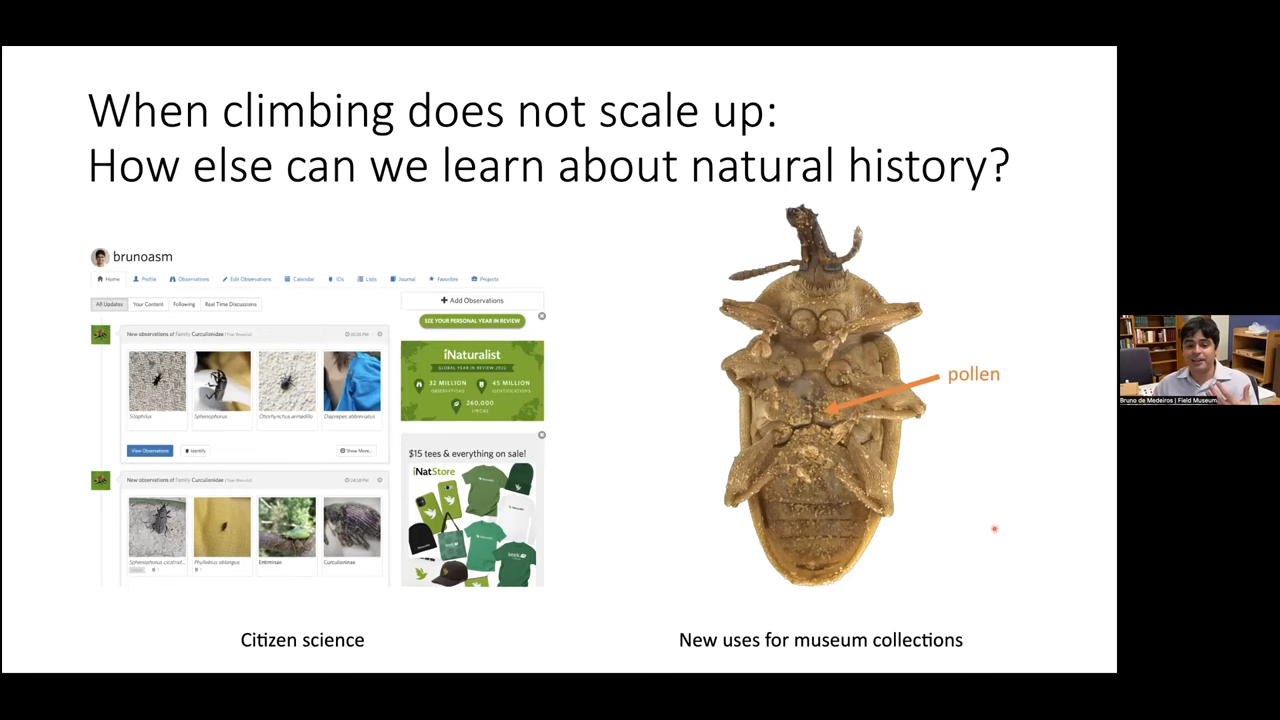 When climbing does not scale up:
How else can we learn about natural history?
brunoasm
Home Profile Observations Edit Observations Calendar IDs Lists Journal Favorites Projects
All Updates Your Content Following Real Time Discussions
+ Add Observations
SEE YOUR PERSONAL YEAR IN REVIEW
New observations of Family Curculionidae
Sitophilus Sphenophorus Otiorhynchus armadillo Diaprepes abbreviatus
View Observations Identify Show More...
iNaturalist
GLOBAL YEAR IN REVIEW 2022
32 MILLION
OBSERVATIONS
45 MILLION
IDENTIFICATIONS
260,000
New observations of Family Curculionidae
Sphenophorus cicatristr... Phyllobius oblongus Entiminae Curculioninae
$15 tees & everything on sale!
iNatStore
pollen
Citizen science
New uses for museum collections
Bruno de Medeiros | Field Museum